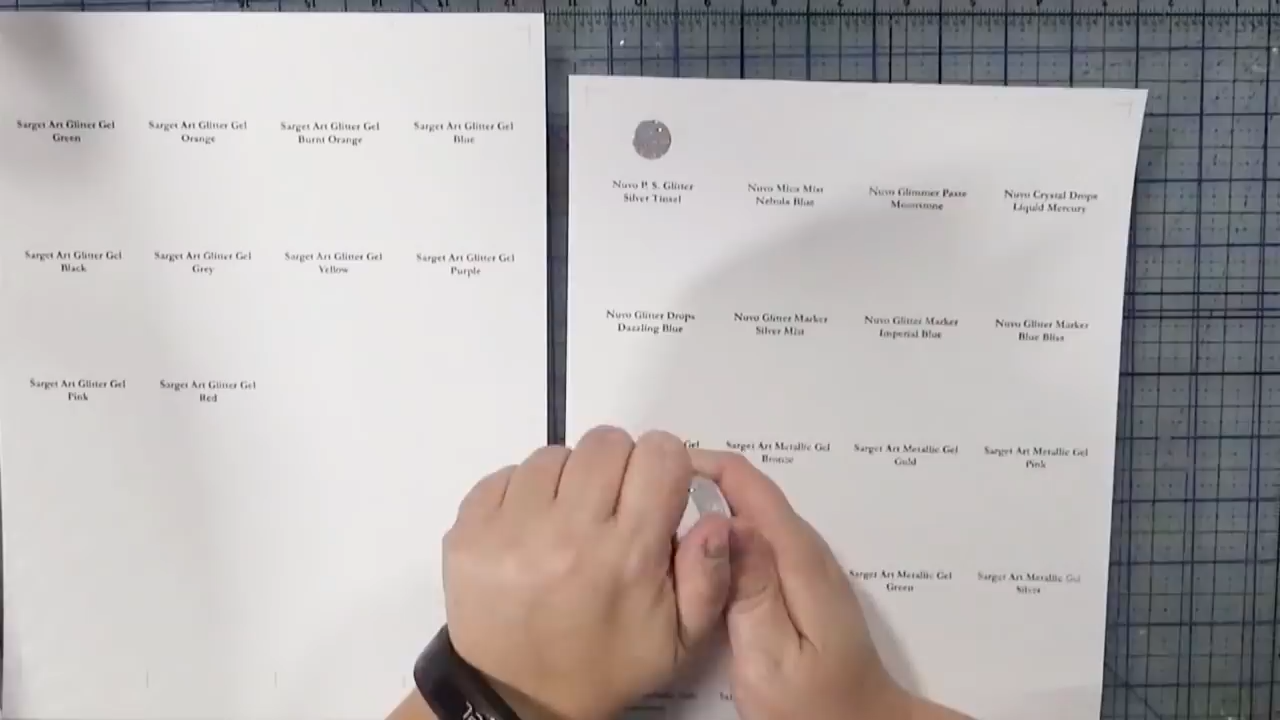 Sarget Art Glitter Gel
Green
Sarget Art Glitter Gel
Orange
Sarget Art Glitter Gel
Burnt Orange
Sarget Art Glitter Gel
Blue
Sarget Art Glitter Gel
Black
Sarget Art Glitter Gel
Grey
Sarget Art Glitter Gel
Yellow
Sarget Art Glitter Gel
Purple
Sarget Art Glitter Gel
Pink
Sarget Art Glitter Gel
Red
Nuvo P. S. Glitter
Silver Tinsel
Nuvo Mica Mist
Nebula Blue
Nuvo Glimmer Paste
Moonstone
Nuvo Crystal Drops
Liquid Mercury
Nuvo Glitter Drops
Dazzling Blue
Nuvo Glitter Marker
Silver Mist
Nuvo Glitter Marker
Imperial Blue
Nuvo Glitter Marker
Blue Bliss
Gel
Sarget Art Metallic Gel
Bronze
Sarget Art Metallic Gel
Gold
Sarget Art Metallic Gel
Pink
Sarget Art Metallic Gel
Green
Sarget Art Metallic Gel
Silver